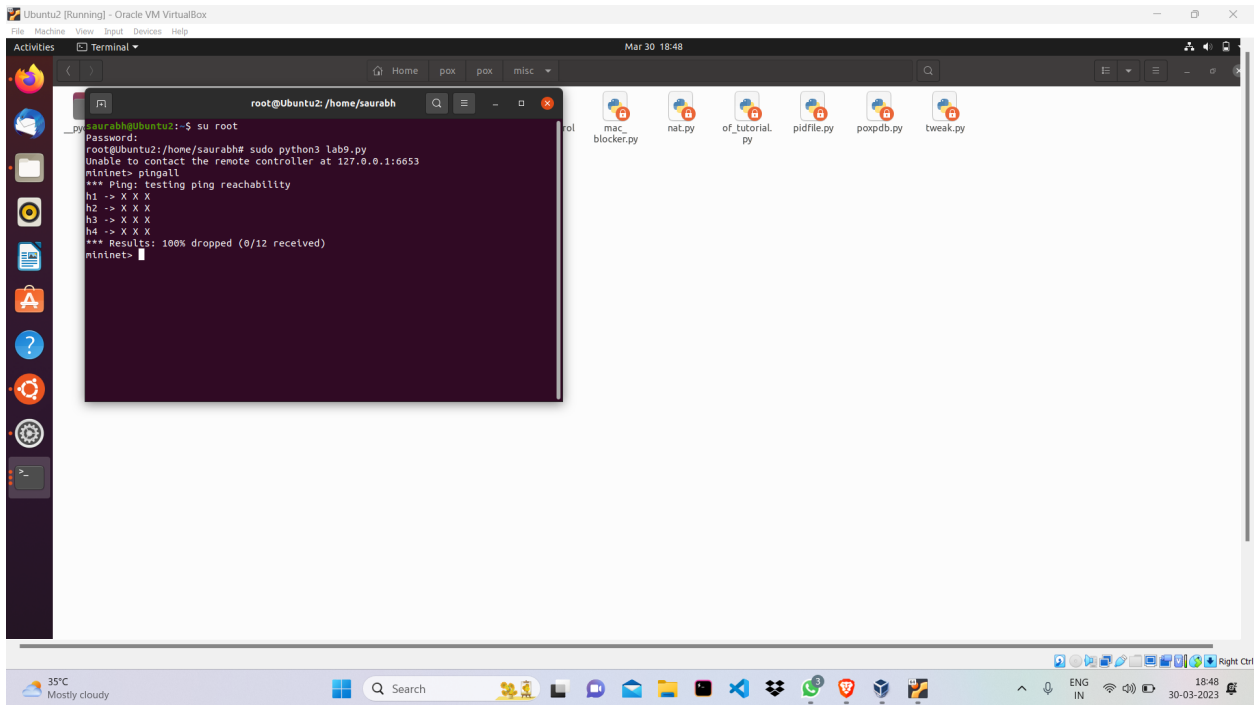 Ubuntu2 [Running] - Oracle VM VirtualBox
File Machine View Input Devices Help
Activities Terminal Mar 30 18:48
Home pox pox misc
root@Ubuntu2: /home/saurabh
saurabh@Ubuntu2:~$ su root
Password:
root@Ubuntu2:/home/saurabh# sudo python3 lab9.py
Unable to contact the remote controller at 127.0.0.1:6653
mininet> pingall
*** Ping: testing ping reachability
h1 -> X X X
h2 -> X X X
h3 -> X X X
h4 -> X X X
*** Results: 100% dropped (0/12 received)
mininet>
__py
rol
mac_
blocker.py
nat.py
of_tutorial.
py
pidfile.py
poxpdb.py
tweak.py
Right Ctrl
35°C
Mostly cloudy
Search
3
ENG
IN
18:48
30-03-2023